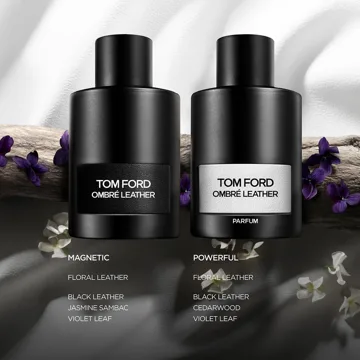 TOM FORD
OMBRÉ LEATHER
TOM FORD
OMBRÉ LEATHER
PARFUM
MAGNETIC
FLORAL LEATHER
BLACK LEATHER
JASMINE SAMBAC
VIOLET LEAF
POWERFUL
FLORAL LEATHER
BLACK LEATHER
CEDARWOOD
VIOLET LEAF